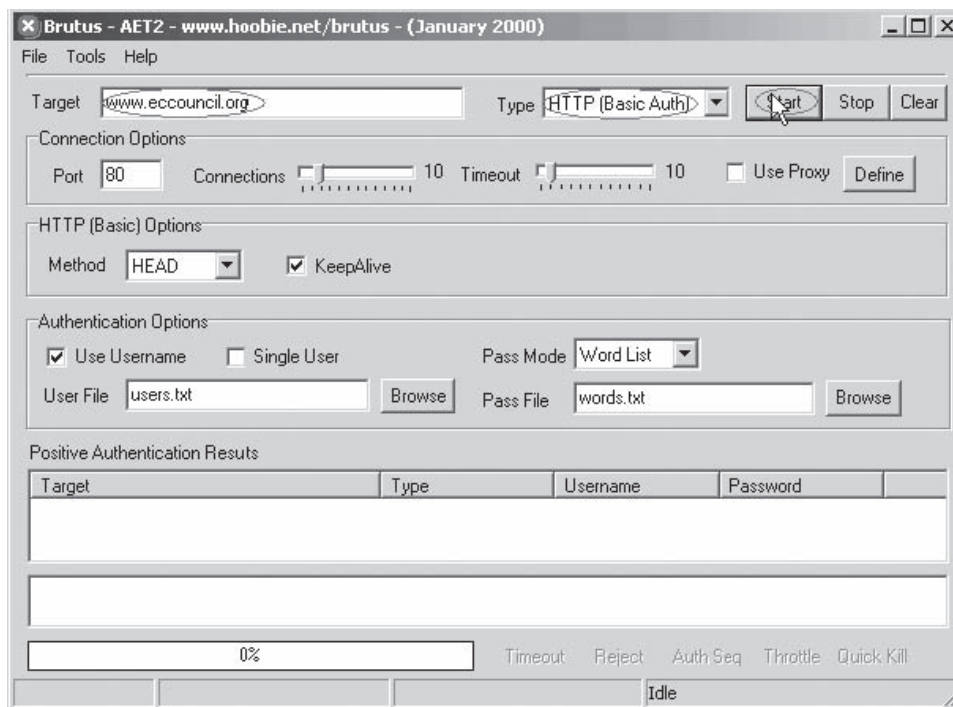 Brutus - AET2 - www.hoobie.net/brutus - (January 2000)
File Tools Help
Target www.eccouncil.org Type HTTP (Basic Auth) Start Stop Clear
Connection Options
Port 80 Connections 10 Timeout 10 Use Proxy Define
HTTP (Basic) Options
Method HEAD KeepAlive
Authentication Options
Use Username Single User Pass Mode Word List
User File users.txt Browse Pass File words.txt Browse
Positive Authentication Resuts
Target Type Username Password
0% Timeout Reject Auth Seq Throttle Quick Kill
Idle